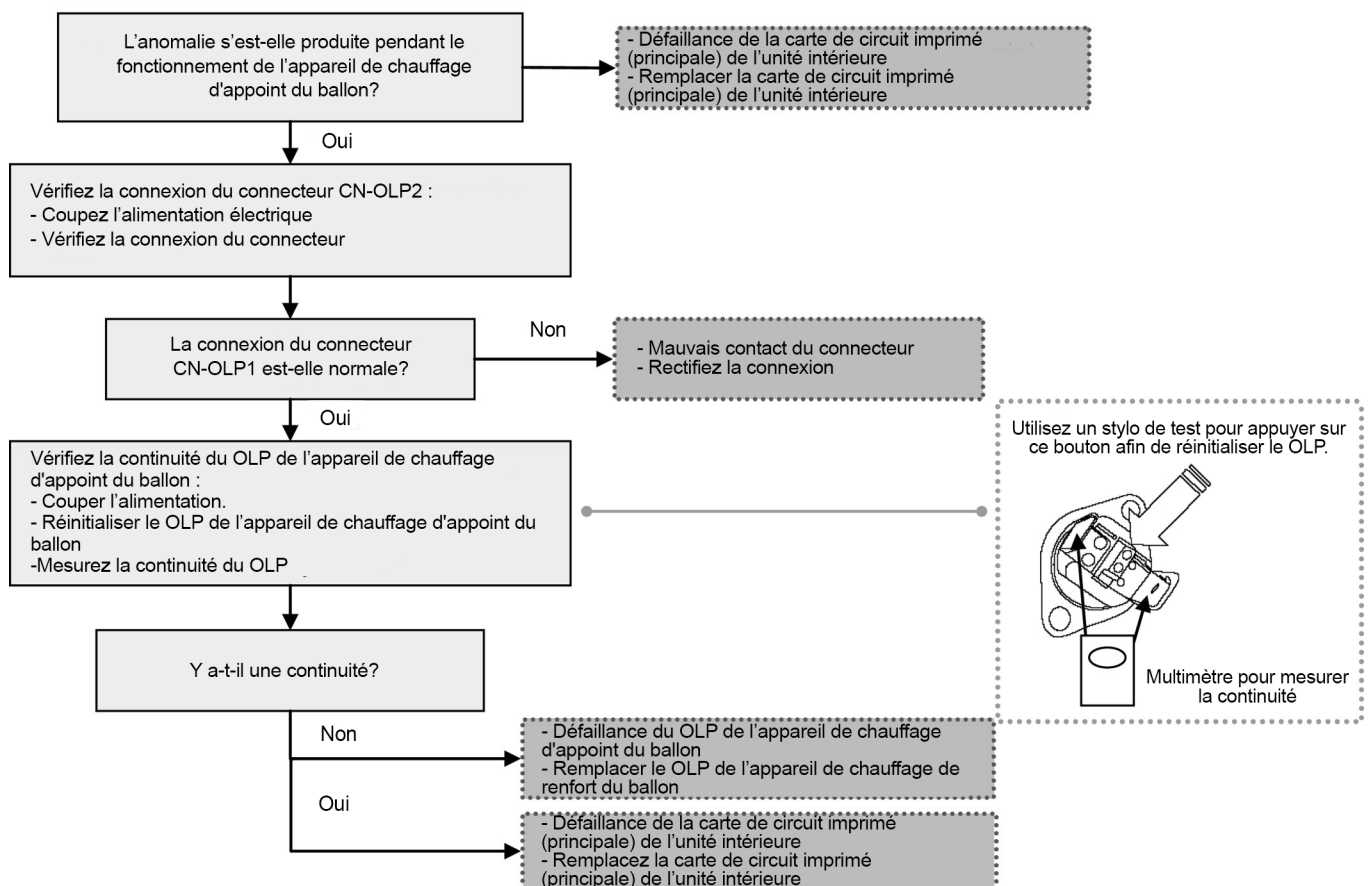 L'anomalie s'est-elle produite pendant le
fonctionnement de l'appareil de chauffage
d'appoint du ballon?
- Défaillance de la carte de circuit imprimé
(principale) de l'unité intérieure
- Remplacer la carte de circuit imprimé
(principale) de l'unité intérieure
Oui
Vérifiez la connexion du connecteur CN-OLP2 :
- Coupez l'alimentation électrique
- Vérifiez la connexion du connecteur
La connexion du connecteur
CN-OLP1 est-elle normale?
Non
- Mauvais contact du connecteur
- Rectifiez la connexion
Oui
Vérifiez la continuité du OLP de l'appareil de chauffage
d'appoint du ballon :
- Couper l'alimentation.
- Réinitialiser le OLP de l'appareil de chauffage d'appoint du
ballon
-Mesurez la continuité du OLP
Utilisez un stylo de test pour appuyer sur
ce bouton afin de réinitialiser le OLP.
Multimètre pour mesurer
la continuité
Y a-t-il une continuité?
Non
- Défaillance du OLP de l'appareil de chauffage
d'appoint du ballon
- Remplacer le OLP de l'appareil de chauffage de
renfort du ballon
Oui
- Défaillance de la carte de circuit imprimé
(principale) de l'unité intérieure
- Remplacez la carte de circuit imprimé
(principale) de l'unité intérieure